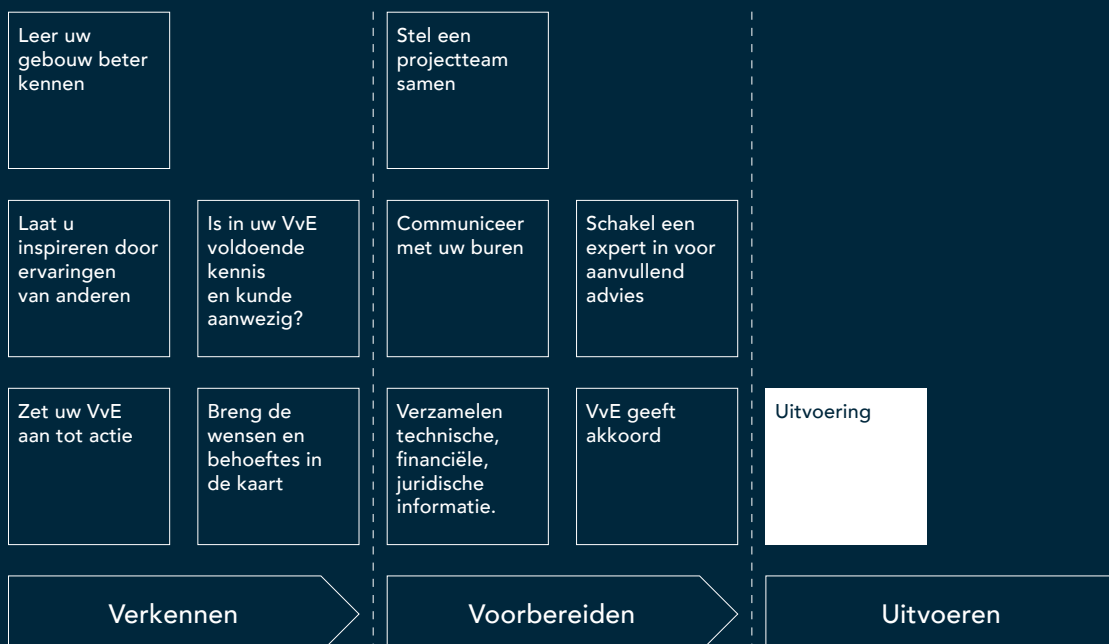 Leer uw
gebouw beter
kennen
Stel een
projectteam
samen
Laat u
inspireren door
ervaringen
van anderen
Is in uw VvE
voldoende
kennis
en kunde
aanwezig?
Communiceer
met uw buren
Schakel een
expert in voor
aanvullend
advies
Zet uw VvE
aan tot actie
Breng de
wensen en
behoeftes in
de kaart
Verzamelen
technische,
financiële,
juridische
informatie.
VvE geeft
akkoord
Uitvoering
Verkennen
Voorbereiden
Uitvoeren